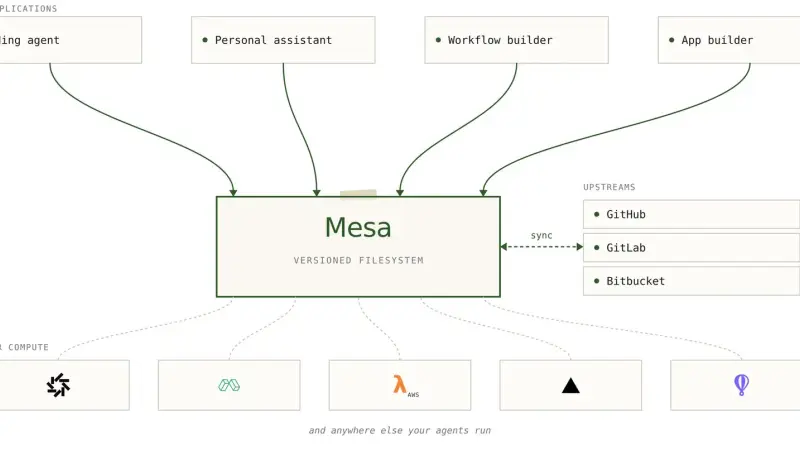 PLICATIONS
ing agent
Personal assistant
Workflow builder
App builder
UPSTREAMS
GitHub
Mesa
sync
GitLab
VERSIONED FILESYSTEM
Bitbucket
R COMPUTE
λ AWS
and anywhere else your agents run